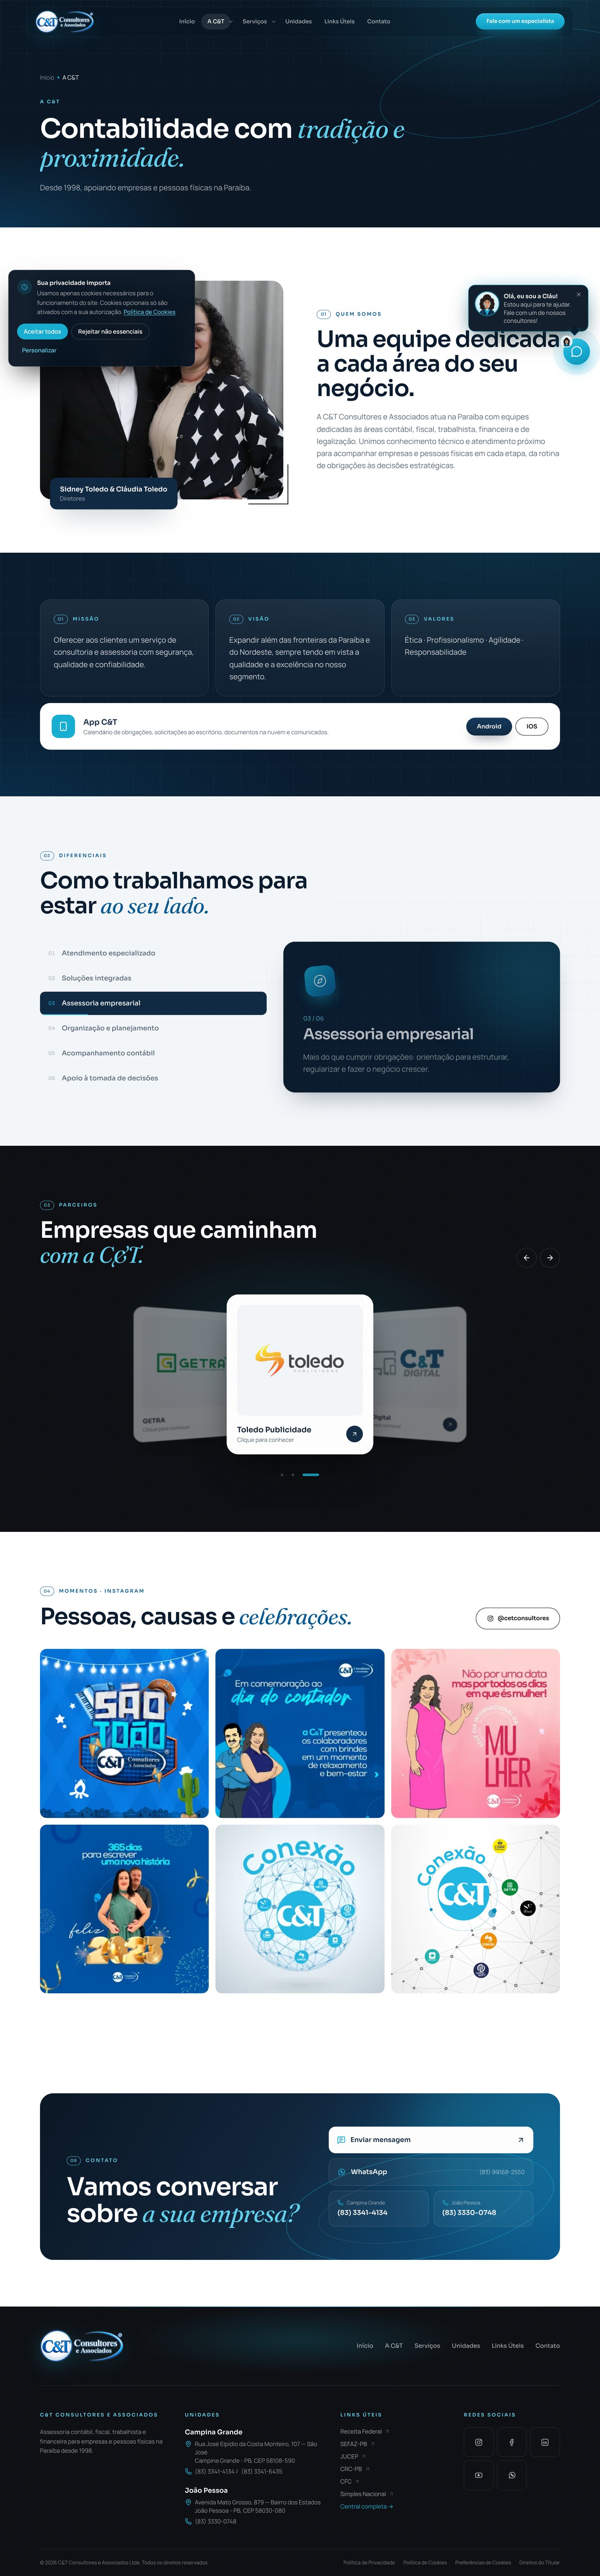 C&T Consultores e Associados
Início
A C&T
Serviços
Unidades
Links Úteis
Contato
Fale com um especialista
Início • A C&T
A C&T
Contabilidade com tradição e
proximidade.
Desde 1998, apoiando empresas e pessoas físicas na Paraíba.
Sua privacidade importa
Usamos apenas cookies necessários para o
funcionamento do site. Cookies opcionais só são
ativados com a sua autorização. Política de Cookies
Aceitar todos
Rejeitar não essenciais
Personalizar
Sidney Toledo & Cláudia Toledo
Diretores
01 QUEM SOMOS
Uma equipe dedicada
a cada área do seu
negócio.
A C&T Consultores e Associados atua na Paraíba com equipes
dedicadas às áreas contábil, fiscal, trabalhista, financeira e de
legalização. Unimos conhecimento técnico e atendimento próximo
para acompanhar empresas e pessoas físicas em cada etapa, da rotina
de obrigações às decisões estratégicas.
Olá, eu sou a Cláu!
Estou aqui para te ajudar.
Fale com um de nossos
consultores!
01 MISSÃO
Oferecer aos clientes um serviço de
consultoria e assessoria com segurança,
qualidade e confiabilidade.
02 VISÃO
Expandir além das fronteiras da Paraíba e
do Nordeste, sempre tendo em vista a
qualidade e a excelência no nosso
segmento.
03 VALORES
Ética · Profissionalismo · Agilidade ·
Responsabilidade
App C&T
Calendário de obrigações, solicitações ao escritório, documentos na nuvem e comunicados.
Android
iOS
02 DIFERENCIAIS
Como trabalhamos para
estar ao seu lado.
01 Atendimento especializado
02 Soluções integradas
03 Assessoria empresarial
04 Organização e planejamento
05 Acompanhamento contábil
06 Apoio à tomada de decisões
03 / 06
Assessoria empresarial
Mais do que cumprir obrigações: orientação para estruturar,
regularizar e fazer o negócio crescer.
03 PARCEIROS
Empresas que caminham
com a C&T.
GETRA
GETRA
Clique para conhecer
toledo
PUBLICIDADE
Toledo Publicidade
Clique para conhecer
C&T
DIGITAL
Digital
conhecer
04 MOMENTOS · INSTAGRAM
Pessoas, causas e celebrações.
@cetconsultores
SÃO
JOÃO
C&T Consultores e Associados
C&T Consultores e Associados
Em comemoração ao
dia do contador
a C&T presenteou
os colaboradores
com brindes
em um momento
de relaxamento
e bem-estar
Não por uma data
mas por todos os dias
em que és mulher!
DIA INTERNACIONAL DA
MU
LHER
C&T
365 dias
para escrever
uma nova história
feliz
2023
C&T
Conexão
C&T
Conexão
C&T
GETRA
08 CONTATO
Vamos conversar
sobre a sua empresa?
Enviar mensagem
WhatsApp
(83) 99168-2550
Campina Grande
(83) 3341-4134
João Pessoa
(83) 3330-0748
C&T Consultores e Associados
Início
A C&T
Serviços
Unidades
Links Úteis
Contato
C&T CONSULTORES E ASSOCIADOS
Assessoria contábil, fiscal, trabalhista e
financeira para empresas e pessoas físicas na
Paraíba desde 1998.
UNIDADES
Campina Grande
Rua José Elpídio da Costa Monteiro, 107 — São
José
Campina Grande - PB, CEP 58108-590
(83) 3341-4134 / (83) 3341-6435
João Pessoa
Avenida Mato Grosso, 879 — Bairro dos Estados
João Pessoa - PB, CEP 58030-080
(83) 3330-0748
LINKS ÚTEIS
Receita Federal
SEFAZ-PB
JUCEP
CRC-PB
CFC
Simples Nacional
Central completa →
REDES SOCIAIS
© 2026 C&T Consultores e Associados Ltda. Todos os direitos reservados.
Política de Privacidade
Política de Cookies
Preferências de Cookies
Direitos do Titular